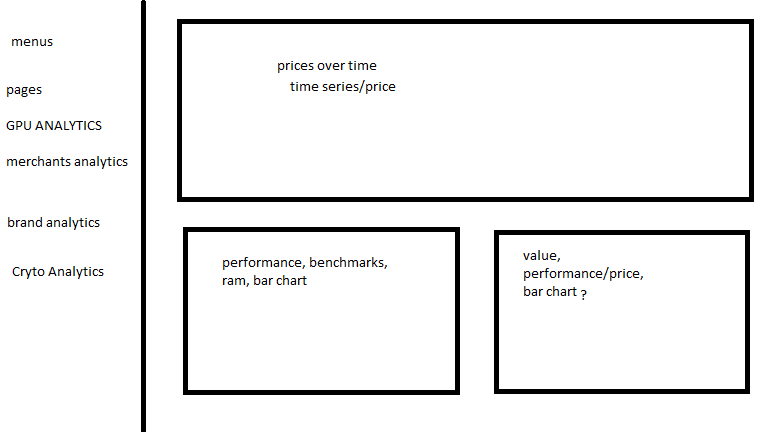 menus
pages
GPU ANALYTICS
merchants analytics
brand analytics
Cryto Analytics
prices over time
time series/price
performance, benchmarks,
ram, bar chart
value,
performance/price,
bar chart ?